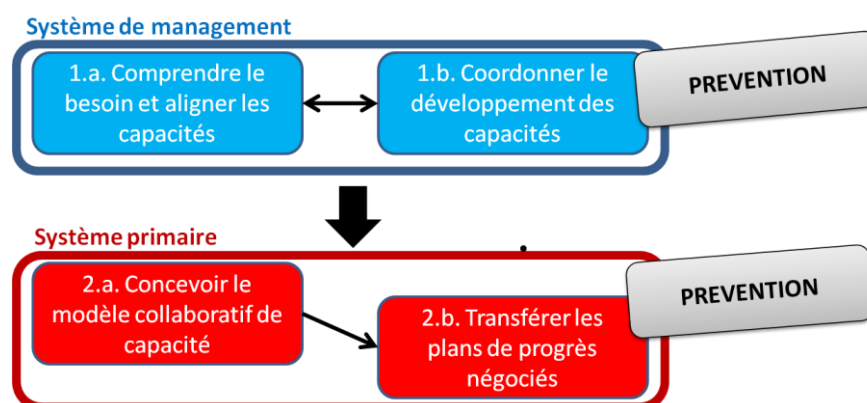 Système de management
1.a. Comprendre le
besoin et aligner les
capacités
1.b. Coordonner le
développement des
capacités
PREVENTION
Système primaire
2.a. Concevoir le
modèle collaboratif de
capacité
2.b. Transférer les
plans de progrès
négociés
PREVENTION